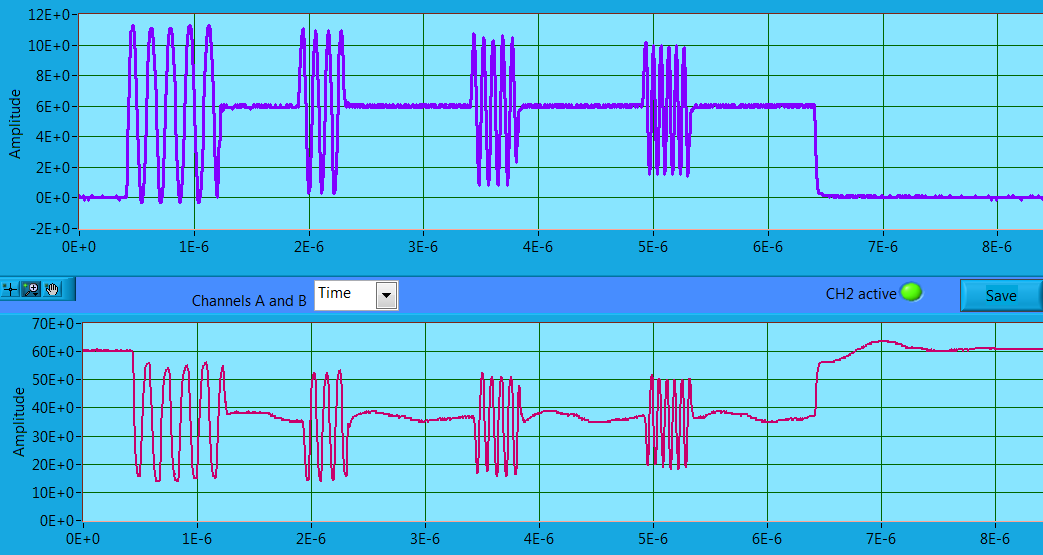 12E+0
10E+0
8E+0
6E+0
4E+0
2E+0
0E+0
-2E+0
Amplitude
0E+0 1E-6 2E-6 3E-6 4E-6 5E-6 6E-6 7E-6 8E-6
Channels A and B Time CH2 active Save
70E+0
60E+0
50E+0
40E+0
30E+0
20E+0
10E+0
0E+0
Amplitude
0E+0 1E-6 2E-6 3E-6 4E-6 5E-6 6E-6 7E-6 8E-6